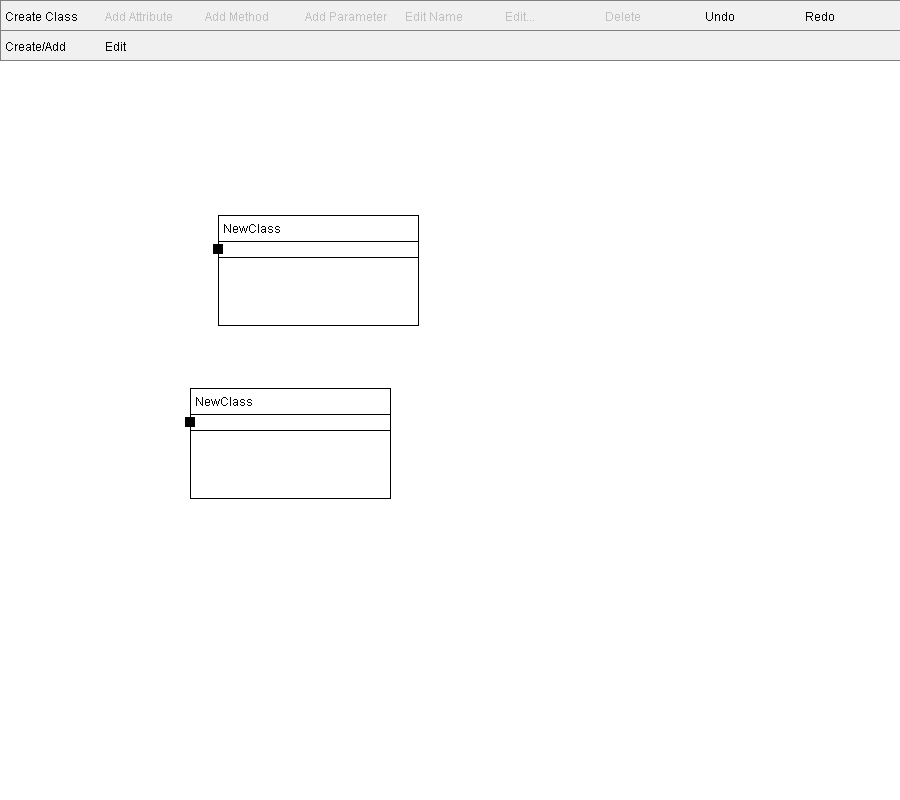 Create Class Add Attribute Add Method Add Parameter Edit Name Edit... Delete Undo Redo
Create/Add Edit
NewClass
NewClass